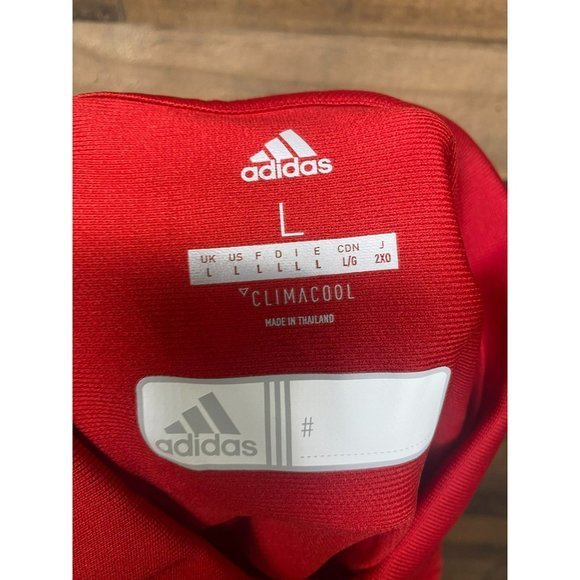 adidas
L
UK US F D I E CDN J
L L L L L L L/G 2XO
CLIMACOOL
MADE IN THAILAND
adidas #